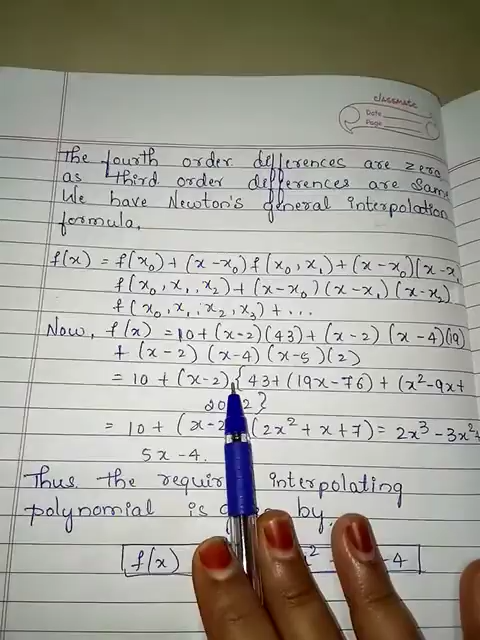 classmate
Date
Page
The fourth order differences are zero
as third order differences are same
We have Newton's general interpolation
formula,
f(x) = f(x₀) + (x-x₀) f(x₀, x₁) + (x-x₀)(x-x₁
f(x₀, x₁, x₂) + (x-x₀) (x-x₁) (x-x₂)
f(x₀, x₁, x₂, x₃) + ...
Now, f(x) = 10+(x-2)(43) + (x-2) (x-4)(19)
+ (x-2) (x-4) (x-5) (2)
= 10 + (x-2) {43 + (19x-76) + (x²-9x+
20 2}
= 10 + (x-2 (2x² + x + 7) = 2x³ - 3x² +
5x - 4.
Thus the interpolating
polynomial is by.
f(x) x² - 4